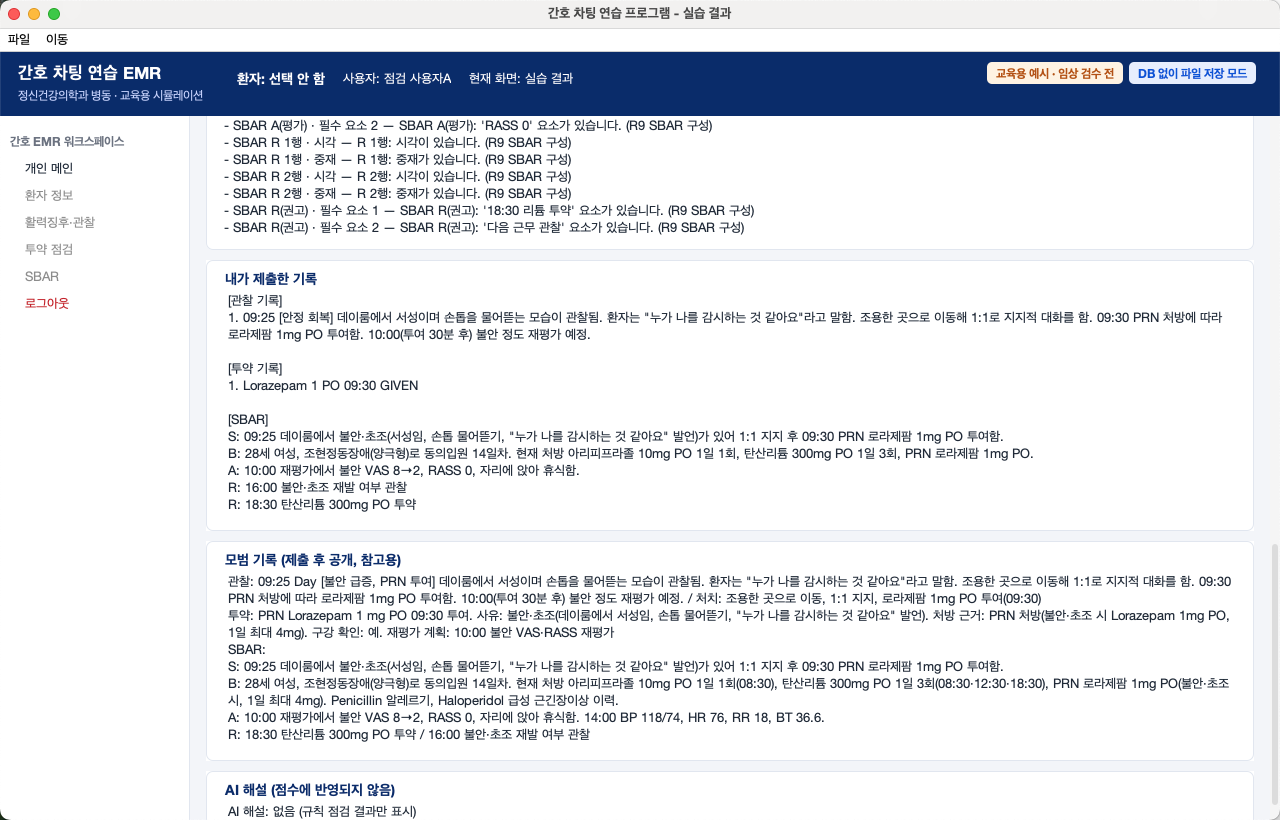 간호 차팅 연습 프로그램 - 실습 결과
파일 이동
간호 차팅 연습 EMR
정신건강의학과 병동 · 교육용 시뮬레이션
환자: 선택 안 함 사용자: 점검 사용자A 현재 화면: 실습 결과
교육용 예시 · 임상 검수 전
DB 없이 파일 저장 모드
간호 EMR 워크스페이스
개인 메인
환자 정보
활력징후·관찰
투약 점검
SBAR
로그아웃
- SBAR A(평가) · 필수 요소 2 — SBAR A(평가): 'RASS 0' 요소가 있습니다. (R9 SBAR 구성)
- SBAR R 1행 · 시각 — R 1행: 시각이 있습니다. (R9 SBAR 구성)
- SBAR R 1행 · 중재 — R 1행: 중재가 있습니다. (R9 SBAR 구성)
- SBAR R 2행 · 시각 — R 2행: 시각이 있습니다. (R9 SBAR 구성)
- SBAR R 2행 · 중재 — R 2행: 중재가 있습니다. (R9 SBAR 구성)
- SBAR R(권고) · 필수 요소 1 — SBAR R(권고): '18:30 리튬 투약' 요소가 있습니다. (R9 SBAR 구성)
- SBAR R(권고) · 필수 요소 2 — SBAR R(권고): '다음 근무 관찰' 요소가 있습니다. (R9 SBAR 구성)
내가 제출한 기록
[관찰 기록]
1. 09:25 [안정 회복] 데이룸에서 서성이며 손톱을 물어뜯는 모습이 관찰됨. 환자는 "누가 나를 감시하는 것 같아요"라고 말함. 조용한 곳으로 이동해 1:1로 지지적 대화를 함. 09:30 PRN 처방에 따라
로라제팜 1mg PO 투여함. 10:00(투여 30분 후) 불안 정도 재평가 예정.
[투약 기록]
1. Lorazepam 1 PO 09:30 GIVEN
[SBAR]
S: 09:25 데이룸에서 불안·초조(서성임, 손톱 물어뜯기, "누가 나를 감시하는 것 같아요" 발언)가 있어 1:1 지지 후 09:30 PRN 로라제팜 1mg PO 투여함.
B: 28세 여성, 조현정동장애(양극형)로 동의입원 14일차. 현재 처방 아리피프라졸 10mg PO 1일 1회, 탄산리튬 300mg PO 1일 3회, PRN 로라제팜 1mg PO.
A: 10:00 재평가에서 불안 VAS 8→2, RASS 0, 자리에 앉아 휴식함.
R: 16:00 불안·초조 재발 여부 관찰
R: 18:30 탄산리튬 300mg PO 투약
모범 기록 (제출 후 공개, 참고용)
관찰: 09:25 Day [불안 급증, PRN 투여] 데이룸에서 서성이며 손톱을 물어뜯는 모습이 관찰됨. 환자는 "누가 나를 감시하는 것 같아요"라고 말함. 조용한 곳으로 이동해 1:1로 지지적 대화를 함. 09:30
PRN 처방에 따라 로라제팜 1mg PO 투여함. 10:00(투여 30분 후) 불안 정도 재평가 예정. / 처치: 조용한 곳으로 이동, 1:1 지지, 로라제팜 1mg PO 투여(09:30)
투약: PRN Lorazepam 1 mg PO 09:30 투여. 사유: 불안·초조(데이룸에서 서성임, 손톱 물어뜯기, "누가 나를 감시하는 것 같아요" 발언). 처방 근거: PRN 처방(불안·초조 시 Lorazepam 1mg PO,
1일 최대 4mg). 구강 확인: 예. 재평가 계획: 10:00 불안 VAS·RASS 재평가
SBAR:
S: 09:25 데이룸에서 불안·초조(서성임, 손톱 물어뜯기, "누가 나를 감시하는 것 같아요" 발언)가 있어 1:1 지지 후 09:30 PRN 로라제팜 1mg PO 투여함.
B: 28세 여성, 조현정동장애(양극형)로 동의입원 14일차. 현재 처방 아리피프라졸 10mg PO 1일 1회(08:30), 탄산리튬 300mg PO 1일 3회(08:30·12:30·18:30), PRN 로라제팜 1mg PO(불안·초조
시, 1일 최대 4mg). Penicillin 알레르기, Haloperidol 급성 근긴장이상 이력.
A: 10:00 재평가에서 불안 VAS 8→2, RASS 0, 자리에 앉아 휴식함. 14:00 BP 118/74, HR 76, RR 18, BT 36.6.
R: 18:30 탄산리튬 300mg PO 투약 / 16:00 불안·초조 재발 여부 관찰
AI 해설 (점수에 반영되지 않음)
AI 해설: 없음 (규칙 점검 결과만 표시)